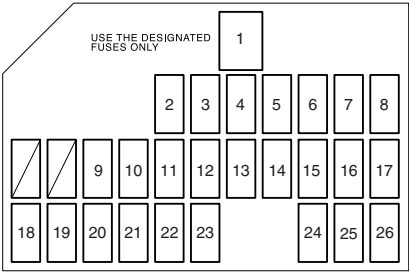 USE THE DESIGNATED
FUSES ONLY
1
2 3 4 5 6 7 8
9 10 11 12 13 14 15 16 17
18 19 20 21 22 23 24 25 26